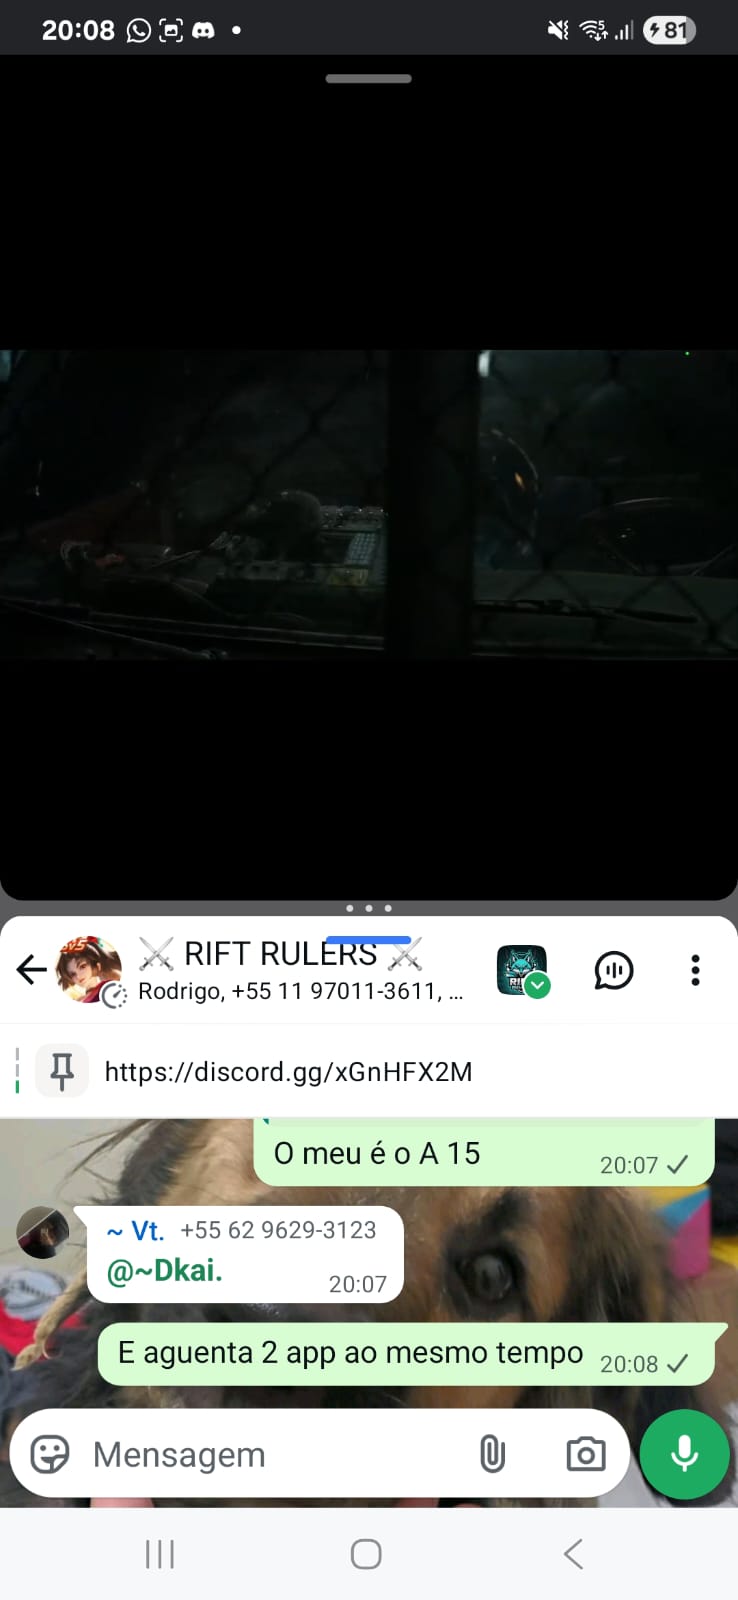 20:08
5
81
⚔ RIFT RULERS ⚔
Rodrigo, +55 11 97011-3611, ...
https://discord.gg/xGnHFX2M
O meu é o A 15
20:07
~ Vt. +55 62 9629-3123
@~Dkai.
20:07
E aguenta 2 app ao mesmo tempo
20:08
Mensagem